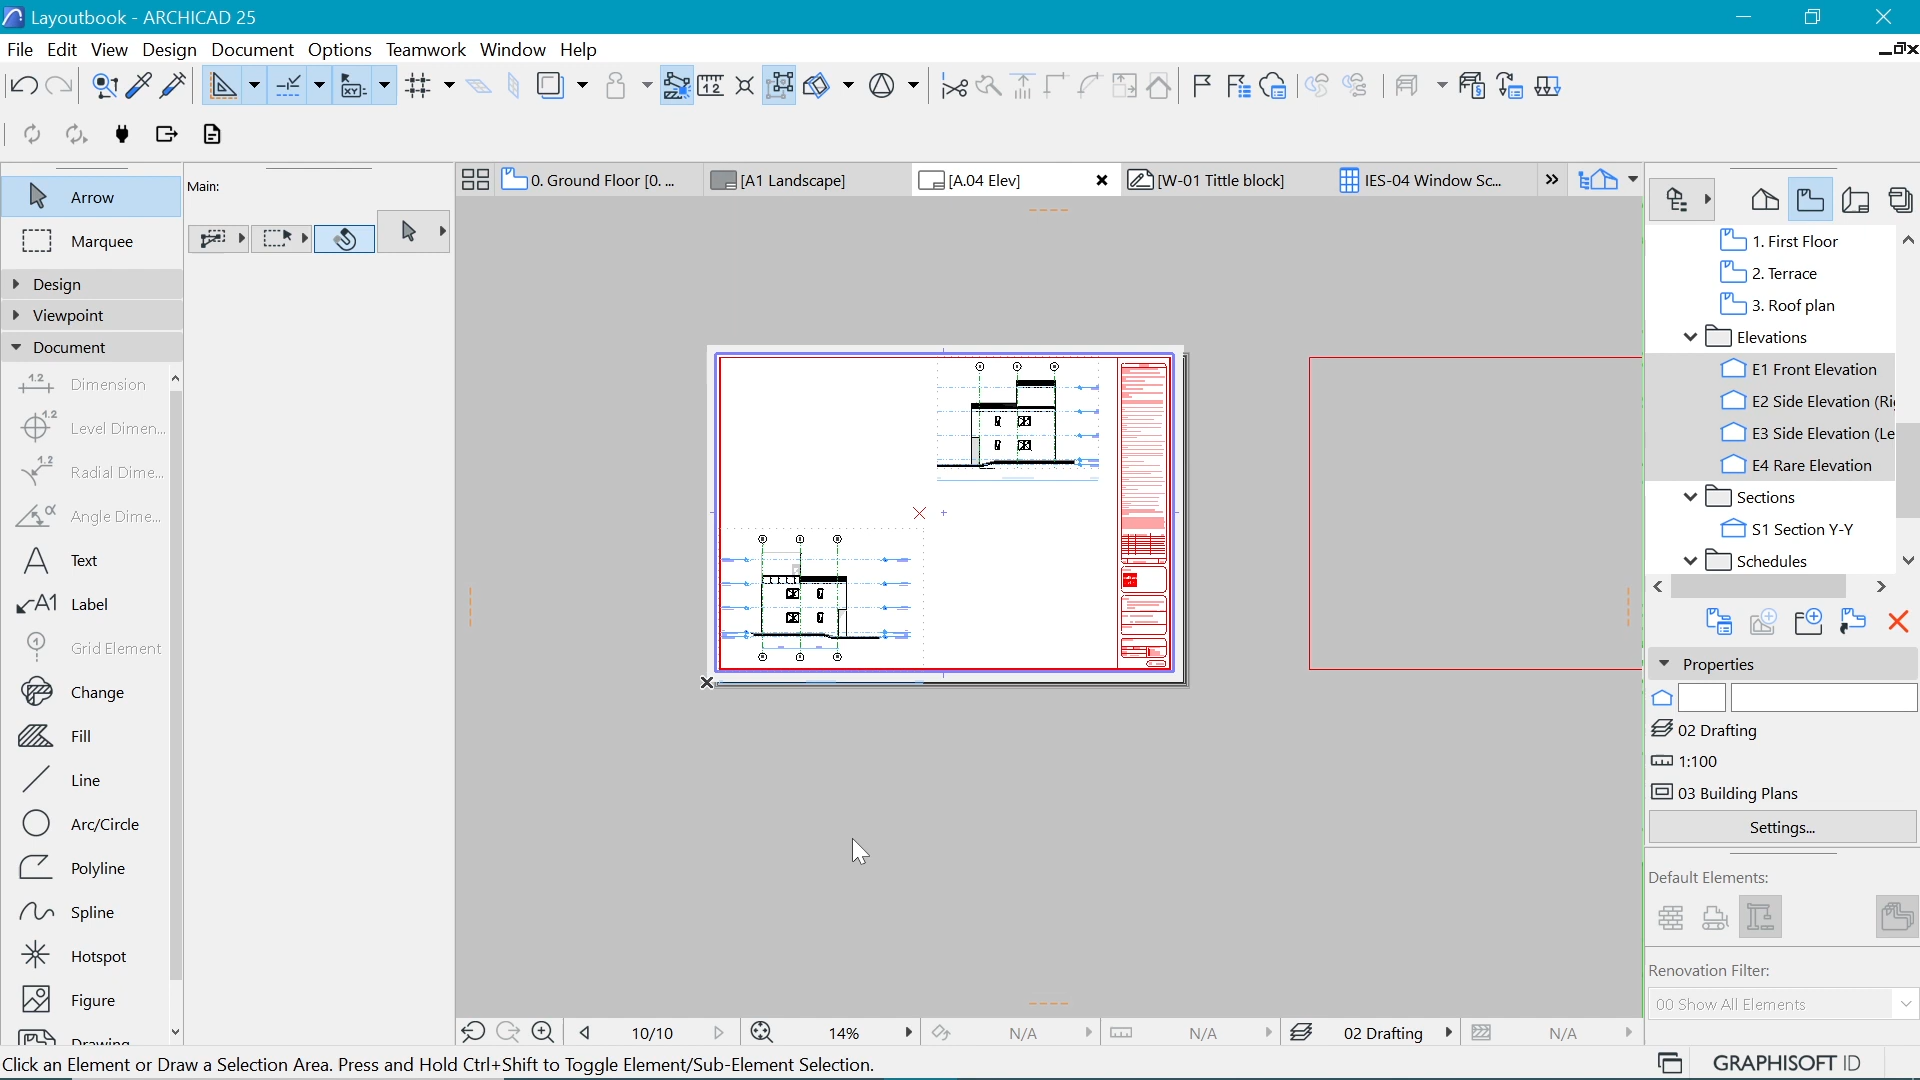 Layoutbook - ARCHICAD 25
File Edit View Design Document Options Teamwork Window Help
Arrow
Marquee
Design
Viewpoint
Document
Dimension
Level Dimen...
Radial Dime...
Angle Dime...
Text
Label
Grid Element
Change
Fill
Line
Arc/Circle
Polyline
Spline
Hotspot
Figure
Drawing
Main:
0. Ground Floor [0. ...
[A1 Landscape]
[A.04 Elev]
[W-01 Tittle block]
IES-04 Window Sc...
1. First Floor
2. Terrace
3. Roof plan
Elevations
E1 Front Elevation
E2 Side Elevation (Ri
E3 Side Elevation (Le
E4 Rare Elevation
Sections
S1 Section Y-Y
Schedules
Properties
02 Drafting
1:100
03 Building Plans
Settings...
Default Elements:
Renovation Filter:
00 Show All Elements
10/10
14%
N/A
N/A
02 Drafting
N/A
Click an Element or Draw a Selection Area. Press and Hold Ctrl+Shift to Toggle Element/Sub-Element Selection.
GRAPHISOFT ID